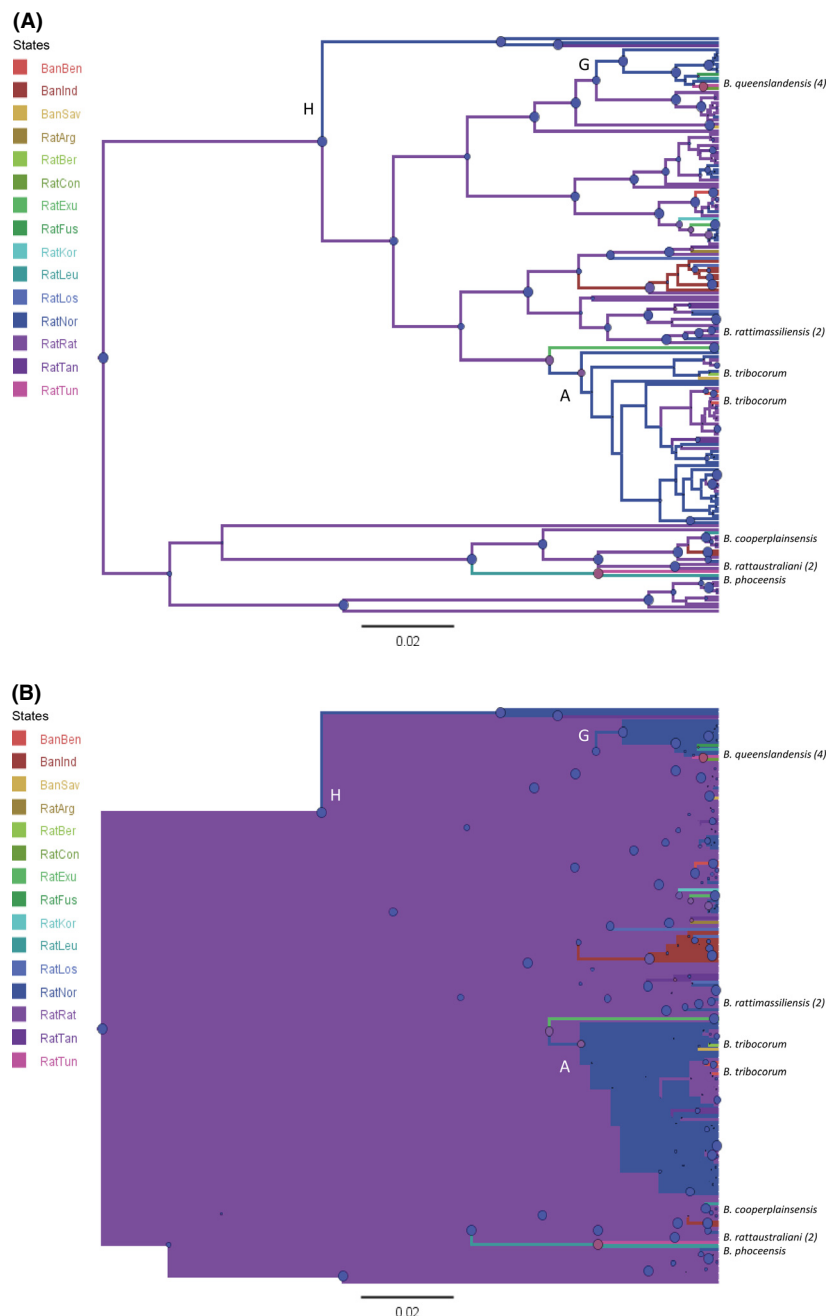 (A)
States
BanBen
BanInd
BanSav
RatArg
RatBer
RatCon
RatExu
RatFus
RatKor
RatLeu
RatLos
RatNor
RatRat
RatTan
RatTun
H
G
A
B. queenslandensis (4)
B. rattimassiliensis (2)
B. tribocorum
B. tribocorum
B. cooperplainsensis
B. rattaustraliani (2)
B. phoceensis
0.02
(B)
States
BanBen
BanInd
BanSav
RatArg
RatBer
RatCon
RatExu
RatFus
RatKor
RatLeu
RatLos
RatNor
RatRat
RatTan
RatTun
G
H
A
B. queenslandensis (4)
B. rattimassiliensis (2)
B. tribocorum
B. tribocorum
B. cooperplainsensis
B. rattaustraliani (2)
B. phoceensis
0.02